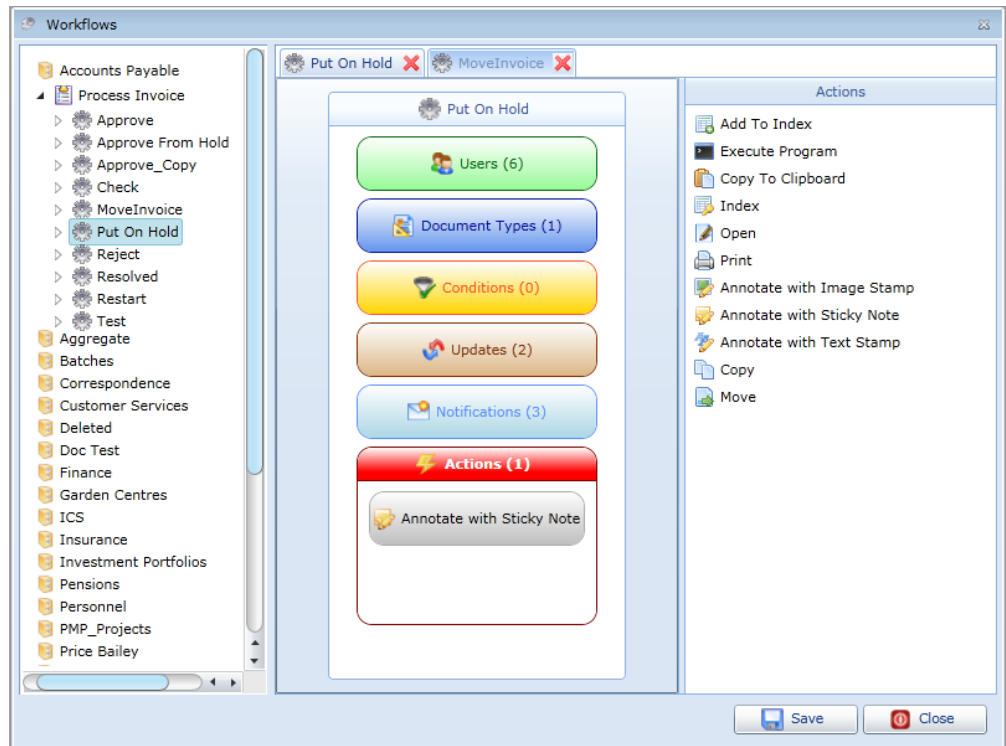 Workflows
Accounts Payable
Process Invoice
Approve
Approve From Hold
Approve_Copy
Check
MoveInvoice
Put On Hold
Reject
Resolved
Restart
Test
Aggregate
Batches
Correspondence
Customer Services
Deleted
Doc Test
Finance
Garden Centres
ICS
Insurance
Investment Portfolios
Pensions
Personnel
PMP_Projects
Price Bailey
Put On Hold
MoveInvoice
Put On Hold
Users (6)
Document Types (1)
Conditions (0)
Updates (2)
Notifications (3)
Actions (1)
Annotate with Sticky Note
Actions
Add To Index
Execute Program
Copy To Clipboard
Index
Open
Print
Annotate with Image Stamp
Annotate with Sticky Note
Annotate with Text Stamp
Copy
Move
Save
Close